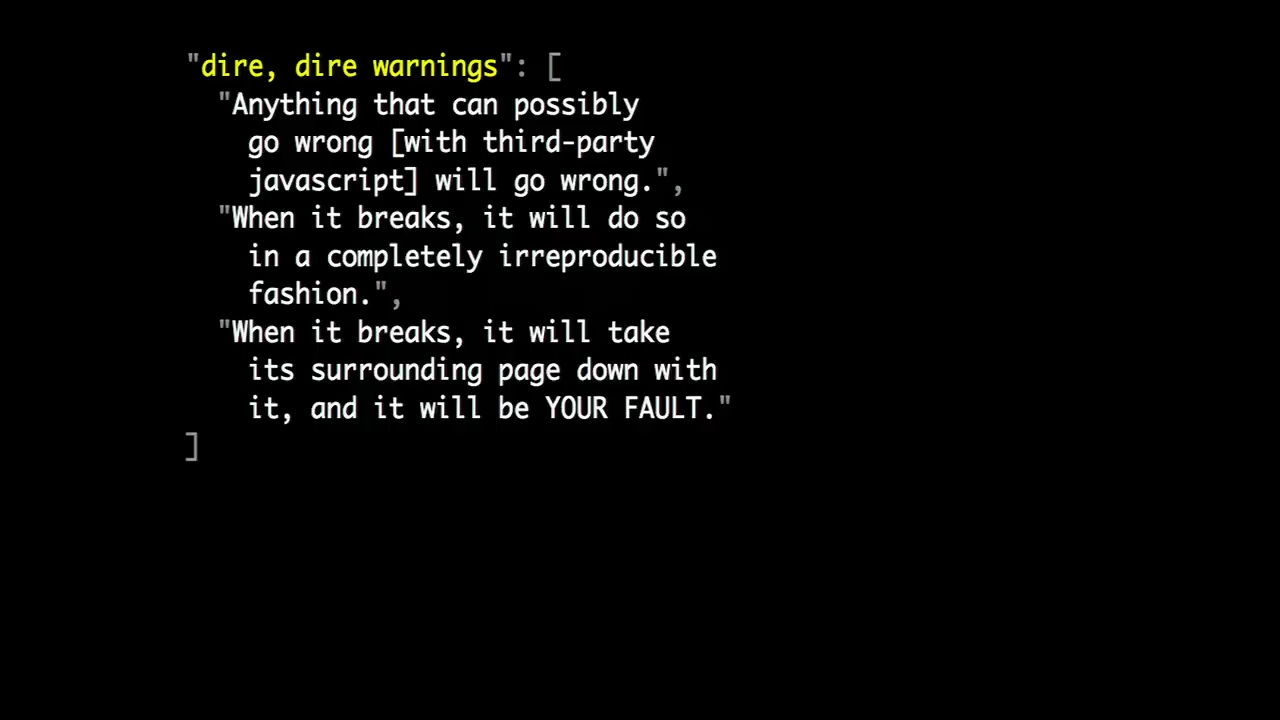 "dire, dire warnings": [
"Anything that can possibly
go wrong [with third-party
javascript] will go wrong.",
"When it breaks, it will do so
in a completely irreproducible
fashion.",
"When it breaks, it will take
its surrounding page down with
it, and it will be YOUR FAULT."
]